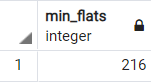 min_flats
integer
1 216